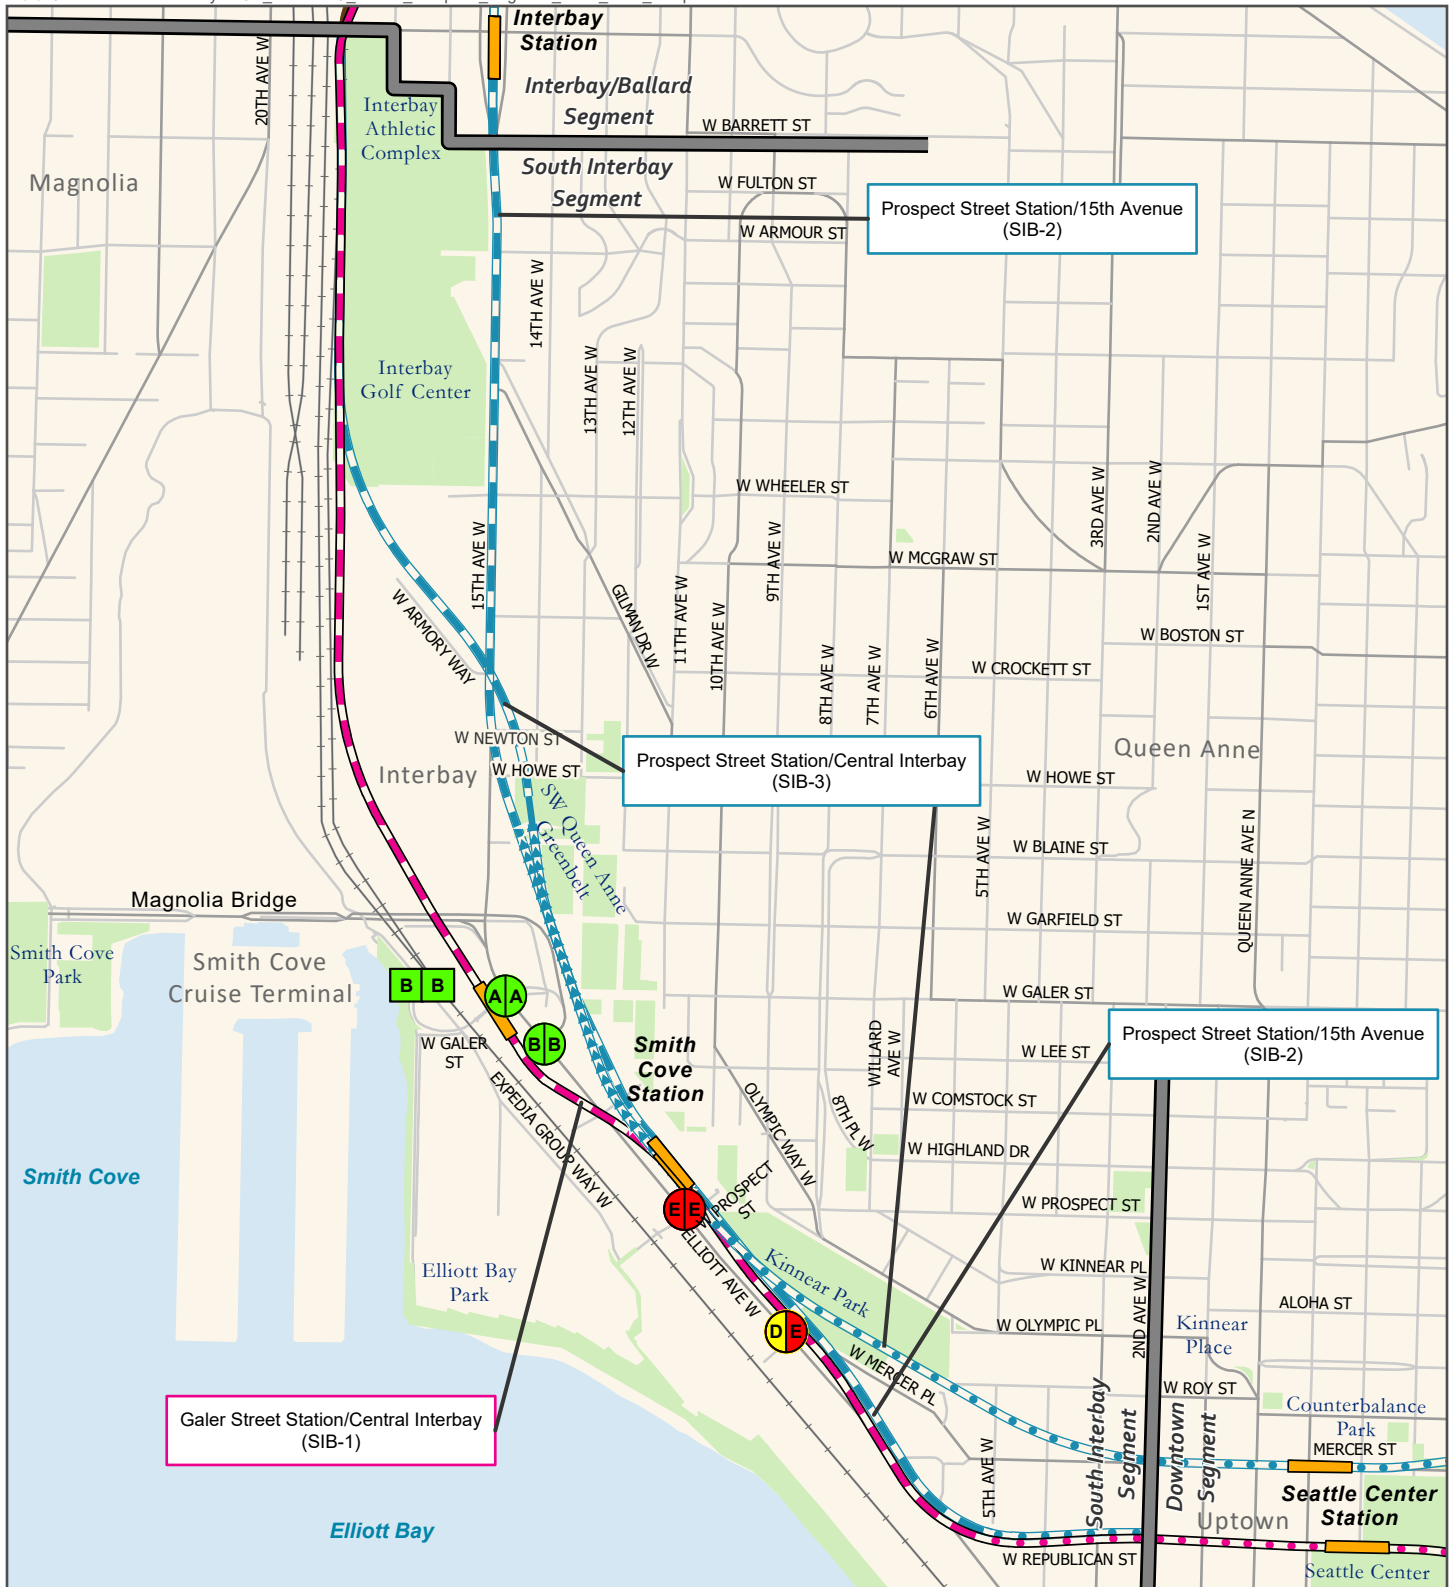 Interbay
Station
20TH AVE W
Interbay/Ballard
Segment
Interbay
Athletic
Complex
W BARRETT ST
South Interbay
Segment
Magnolia
W FULTON ST
Prospect Street Station/15th Avenue
(SIB-2)
W ARMOUR ST
14TH AVE W
13TH AVE W
12TH AVE W
Interbay
Golf Center
W WHEELER ST
3RD AVE W
2ND AVE W
15TH AVE W
9TH AVE W
W MCGRAW ST
1ST AVE W
GILMAN DR W
11TH AVE W
10TH AVE W
W ARMORY WAY
W BOSTON ST
8TH AVE W
7TH AVE W
6TH AVE W
W CROCKETT ST
W NEWTON ST
Prospect Street Station/Central Interbay
(SIB-3)
Queen Anne
Interbay
W HOWE ST
W HOWE ST
SW Queen Anne
Greenbelt
5TH AVE W
W BLAINE ST
QUEEN ANNE AVE N
Magnolia Bridge
W GARFIELD ST
Smith Cove
Park
Smith Cove
Cruise Terminal
B B
A A
W GALER ST
B B
W GALER
ST
Smith
Cove
Station
WILLARD
AVE W
W LEE ST
Prospect Street Station/15th Avenue
(SIB-2)
EXPEDIA GROUP WAY W
OLYMPIC WAY W
8TH PL W
W COMSTOCK ST
W HIGHLAND DR
Smith Cove
W PROSPECT
ST
E E
W PROSPECT ST
ELLIOTT AVE W
Kinnear Park
W KINNEAR PL
Elliott Bay
Park
2ND AVE W
ALOHA ST
D E
W OLYMPIC PL
Kinnear
Place
W MERCER PL
W ROY ST
Galer Street Station/Central Interbay
(SIB-1)
South Interbay
Segment
Downtown
Segment
Counterbalance
Park
MERCER ST
5TH AVE W
Seattle Center
Station
Uptown
Elliott Bay
W REPUBLICAN ST
Seattle Center